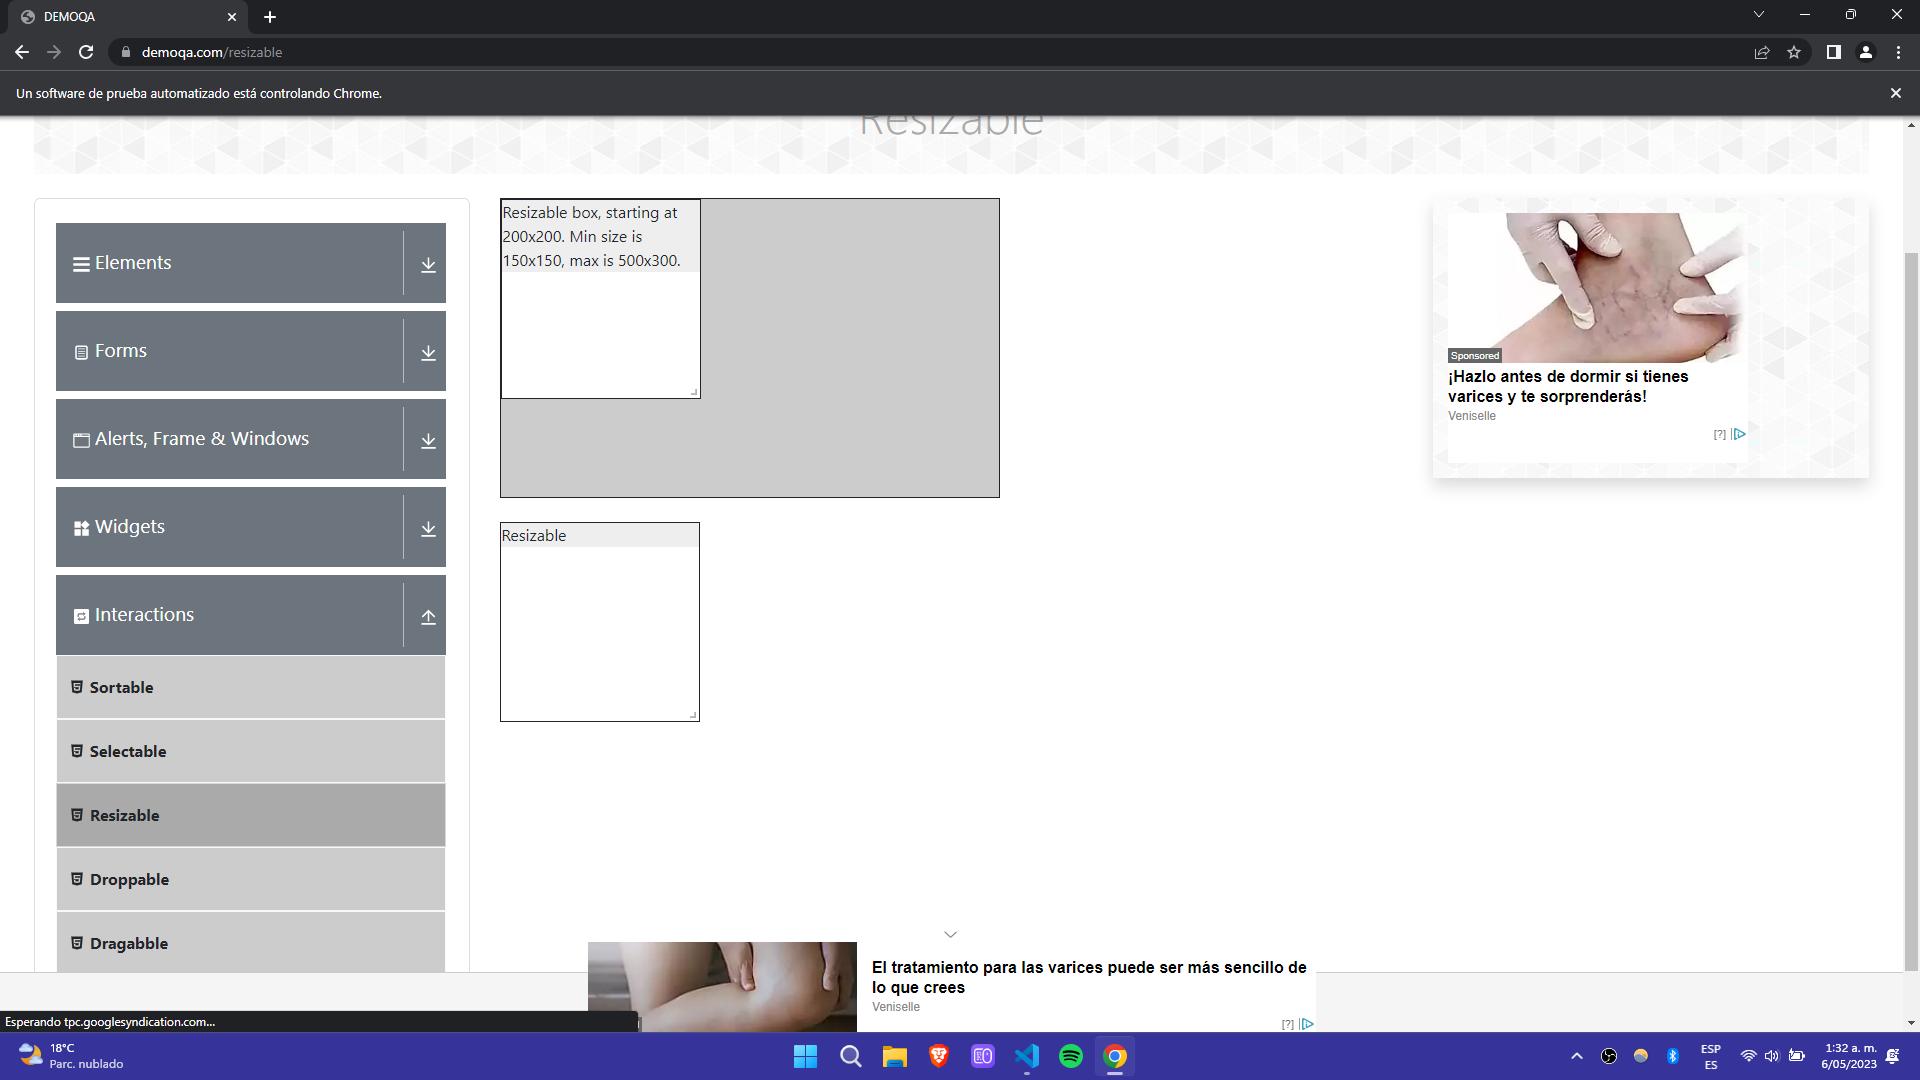 DEMOQA
demoqa.com/resizable
Un software de prueba automatizado está controlando Chrome.
Resizable
Elements
Forms
Alerts, Frame & Windows
Widgets
Interactions
Sortable
Selectable
Resizable
Droppable
Dragabble
Resizable box, starting at
200x200. Min size is
150x150, max is 500x300.
Resizable
Sponsored
¡Hazlo antes de dormir si tienes
varices y te sorprenderás!
Veniselle
[?]
El tratamiento para las varices puede ser más sencillo de
lo que crees
Veniselle
[?]
Esperando tpc.googlesyndication.com...
18°C
Parc. nublado
ESP
ES
1:32 a. m.
6/05/2023